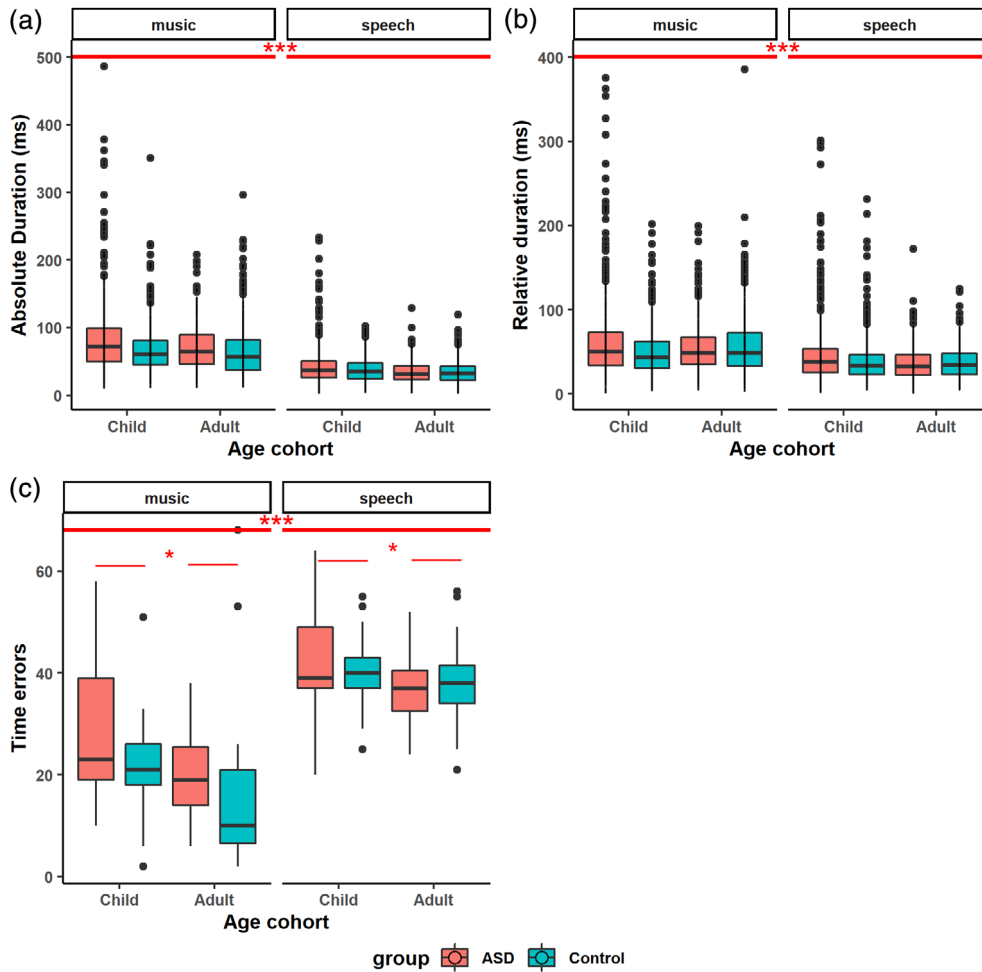 (a)
music
speech
***
500
400
300
200
100
0
Absolute Duration (ms)
Child
Adult
Child
Adult
Age cohort
(b)
music
speech
***
400
300
200
100
0
Relative duration (ms)
Child
Adult
Child
Adult
Age cohort
(c)
music
speech
***
*
*
60
40
20
0
Time errors
Child
Adult
Child
Adult
Age cohort
group ASD Control